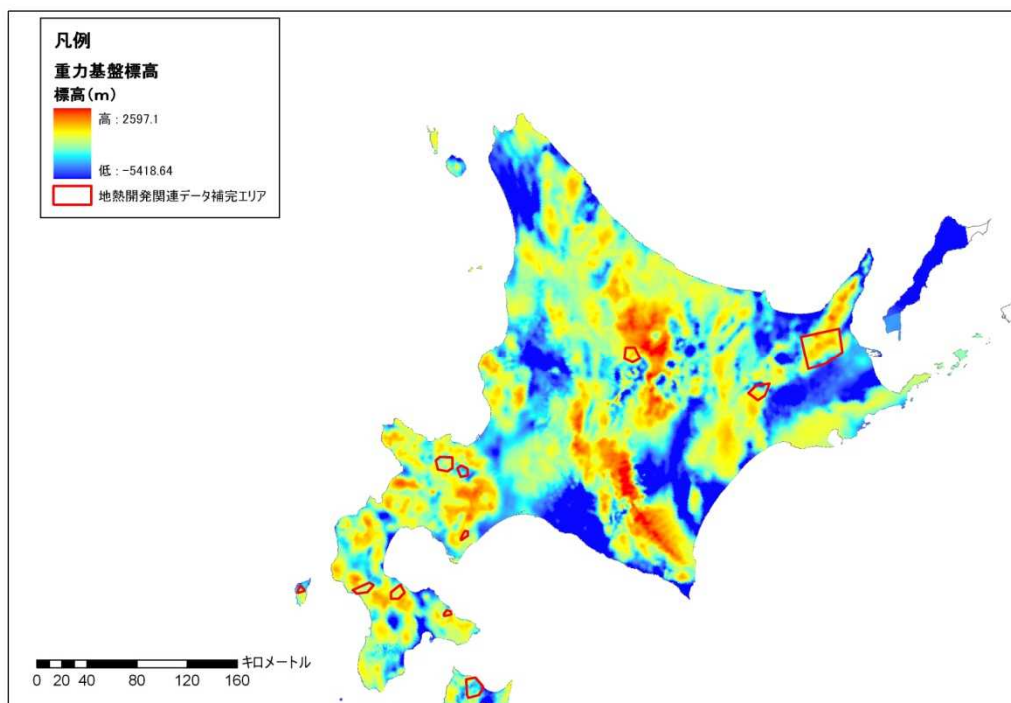 凡例
重力基盤標高
標高(m)
高 : 2597.1
低 : -5418.64
地熱開発関連データ補完エリア
キロメートル
0 20 40 80 120 160